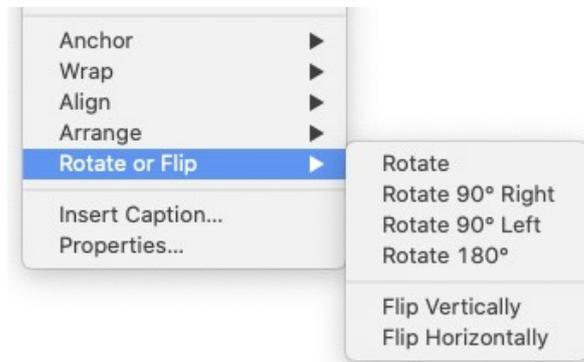 Anchor
Wrap
Align
Arrange
Rotate or Flip
Insert Caption...
Properties...
Rotate
Rotate 90° Right
Rotate 90° Left
Rotate 180°
Flip Vertically
Flip Horizontally